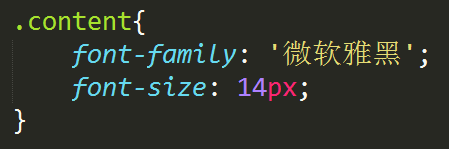 .content{
    font-family: '微软雅黑';
    font-size: 14px;
}